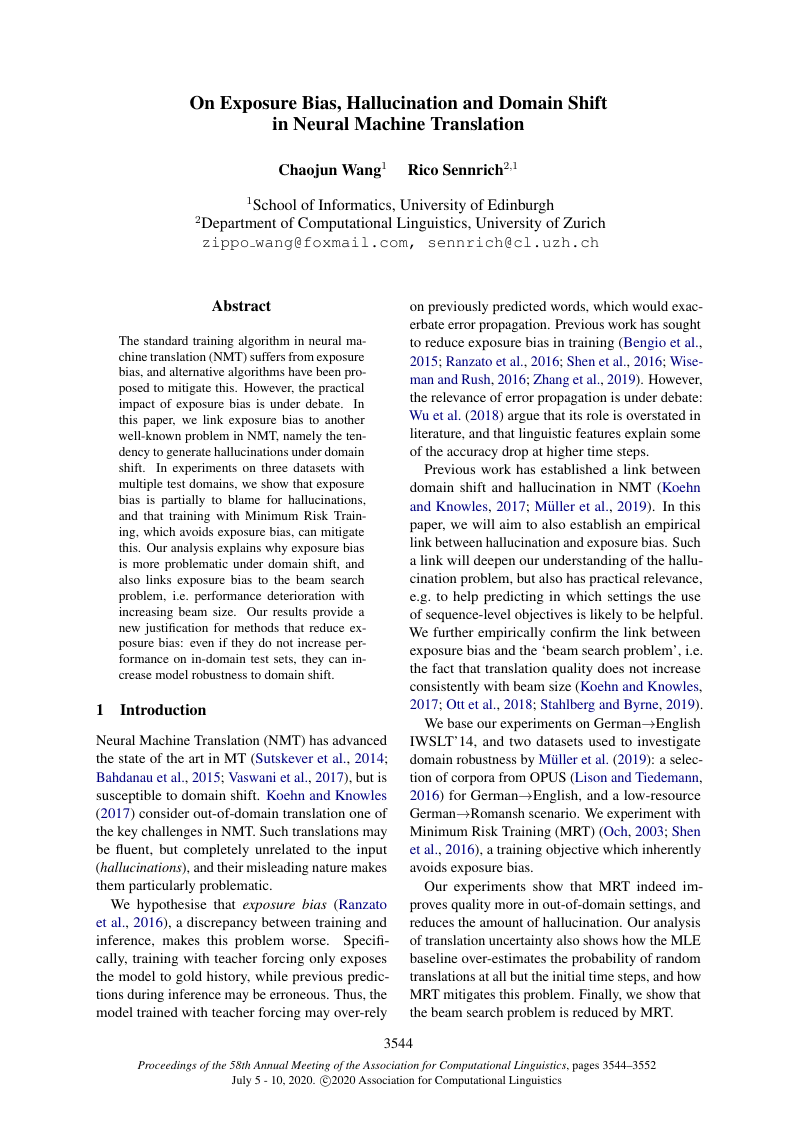 On Exposure Bias, Hallucination and Domain Shift
in Neural Machine Translation
Chaojun Wang1 Rico Sennrich2,1
1School of Informatics, University of Edinburgh
2Department of Computational Linguistics, University of Zurich
zippo_wang@foxmail.com, sennrich@cl.uzh.ch
Abstract
The standard training algorithm in neural ma-
chine translation (NMT) suffers from exposure
bias, and alternative algorithms have been pro-
posed to mitigate this. However, the practical
impact of exposure bias is under debate. In
this paper, we link exposure bias to another
well-known problem in NMT, namely the ten-
dency to generate hallucinations under domain
shift. In experiments on three datasets with
multiple test domains, we show that exposure
bias is partially to blame for hallucinations,
and that training with Minimum Risk Train-
ing, which avoids exposure bias, can mitigate
this. Our analysis explains why exposure bias
is more problematic under domain shift, and
also links exposure bias to the beam search
problem, i.e. performance deterioration with
increasing beam size. Our results provide a
new justification for methods that reduce ex-
posure bias: even if they do not increase per-
formance on in-domain test sets, they can in-
crease model robustness to domain shift.
1 Introduction
Neural Machine Translation (NMT) has advanced
the state of the art in MT (Sutskever et al., 2014;
Bahdanau et al., 2015; Vaswani et al., 2017), but is
susceptible to domain shift. Koehn and Knowles
(2017) consider out-of-domain translation one of
the key challenges in NMT. Such translations may
be fluent, but completely unrelated to the input
(hallucinations), and their misleading nature makes
them particularly problematic.
We hypothesise that exposure bias (Ranzato
et al., 2016), a discrepancy between training and
inference, makes this problem worse. Specifi-
cally, training with teacher forcing only exposes
the model to gold history, while previous predic-
tions during inference may be erroneous. Thus, the
model trained with teacher forcing may over-rely
on previously predicted words, which would exac-
erbate error propagation. Previous work has sought
to reduce exposure bias in training (Bengio et al.,
2015; Ranzato et al., 2016; Shen et al., 2016; Wise-
man and Rush, 2016; Zhang et al., 2019). However,
the relevance of error propagation is under debate:
Wu et al. (2018) argue that its role is overstated in
literature, and that linguistic features explain some
of the accuracy drop at higher time steps.
Previous work has established a link between
domain shift and hallucination in NMT (Koehn
and Knowles, 2017; Müller et al., 2019). In this
paper, we will aim to also establish an empirical
link between hallucination and exposure bias. Such
a link will deepen our understanding of the hallu-
cination problem, but also has practical relevance,
e.g. to help predicting in which settings the use
of sequence-level objectives is likely to be helpful.
We further empirically confirm the link between
exposure bias and the ‘beam search problem’, i.e.
the fact that translation quality does not increase
consistently with beam size (Koehn and Knowles,
2017; Ott et al., 2018; Stahlberg and Byrne, 2019).
We base our experiments on German→English
IWSLT’14, and two datasets used to investigate
domain robustness by Müller et al. (2019): a selec-
tion of corpora from OPUS (Lison and Tiedemann,
2016) for German→English, and a low-resource
German→Romansh scenario. We experiment with
Minimum Risk Training (MRT) (Och, 2003; Shen
et al., 2016), a training objective which inherently
avoids exposure bias.
Our experiments show that MRT indeed im-
proves quality more in out-of-domain settings, and
reduces the amount of hallucination. Our analysis
of translation uncertainty also shows how the MLE
baseline over-estimates the probability of random
translations at all but the initial time steps, and how
MRT mitigates this problem. Finally, we show that
the beam search problem is reduced by MRT.
3544
Proceedings of the 58th Annual Meeting of the Association for Computational Linguistics, pages 3544–3552
July 5 - 10, 2020. ©2020 Association for Computational Linguistics